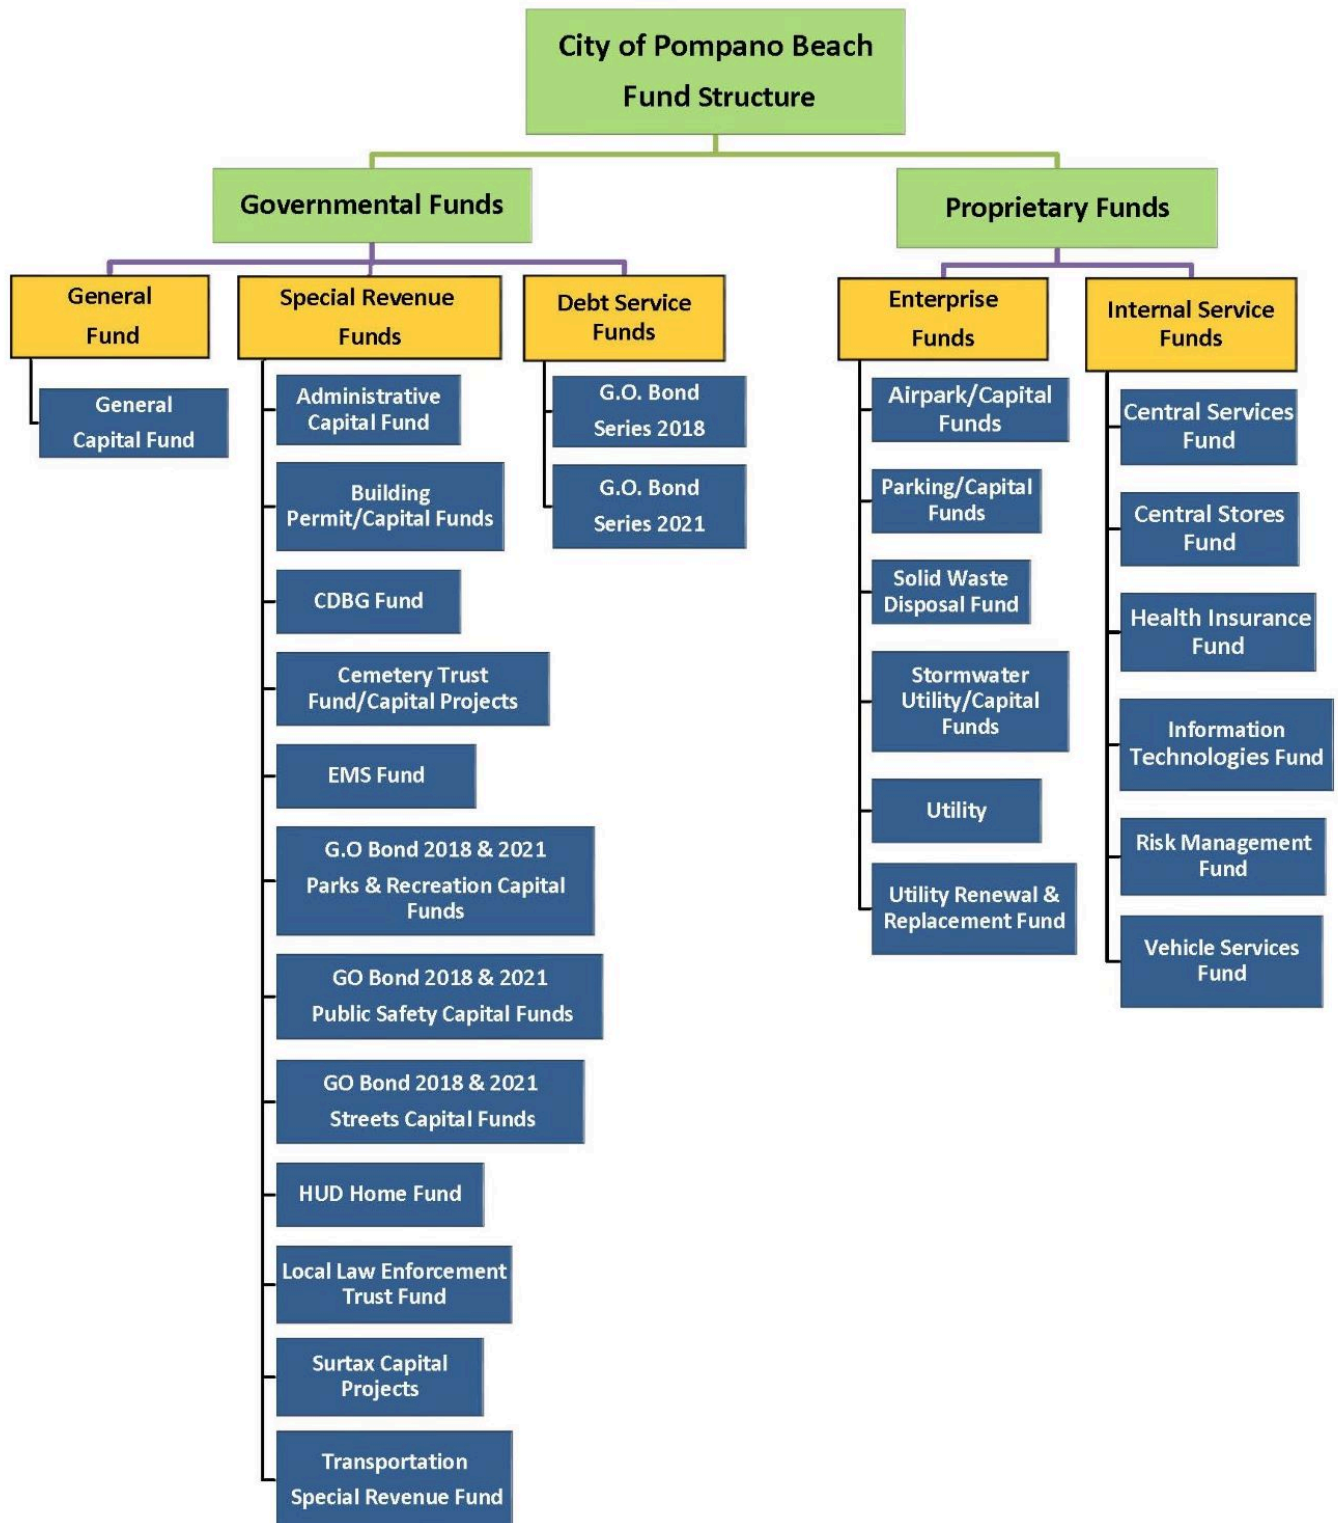 City of Pompano Beach
Fund Structure
Governmental Funds
Proprietary Funds
General
Fund
General
Capital Fund
Special Revenue
Funds
Administrative
Capital Fund
Building
Permit/Capital Funds
CDBG Fund
Cemetery Trust
Fund/Capital Projects
EMS Fund
G.O Bond 2018 & 2021
Parks & Recreation Capital
Funds
GO Bond 2018 & 2021
Public Safety Capital Funds
GO Bond 2018 & 2021
Streets Capital Funds
HUD Home Fund
Local Law Enforcement
Trust Fund
Surtax Capital
Projects
Transportation
Special Revenue Fund
Debt Service
Funds
G.O. Bond
Series 2018
G.O. Bond
Series 2021
Enterprise
Funds
Airpark/Capital
Funds
Parking/Capital
Funds
Solid Waste
Disposal Fund
Stormwater
Utility/Capital
Funds
Utility
Utility Renewal &
Replacement Fund
Internal Service
Funds
Central Services
Fund
Central Stores
Fund
Health Insurance
Fund
Information
Technologies Fund
Risk Management
Fund
Vehicle Services
Fund